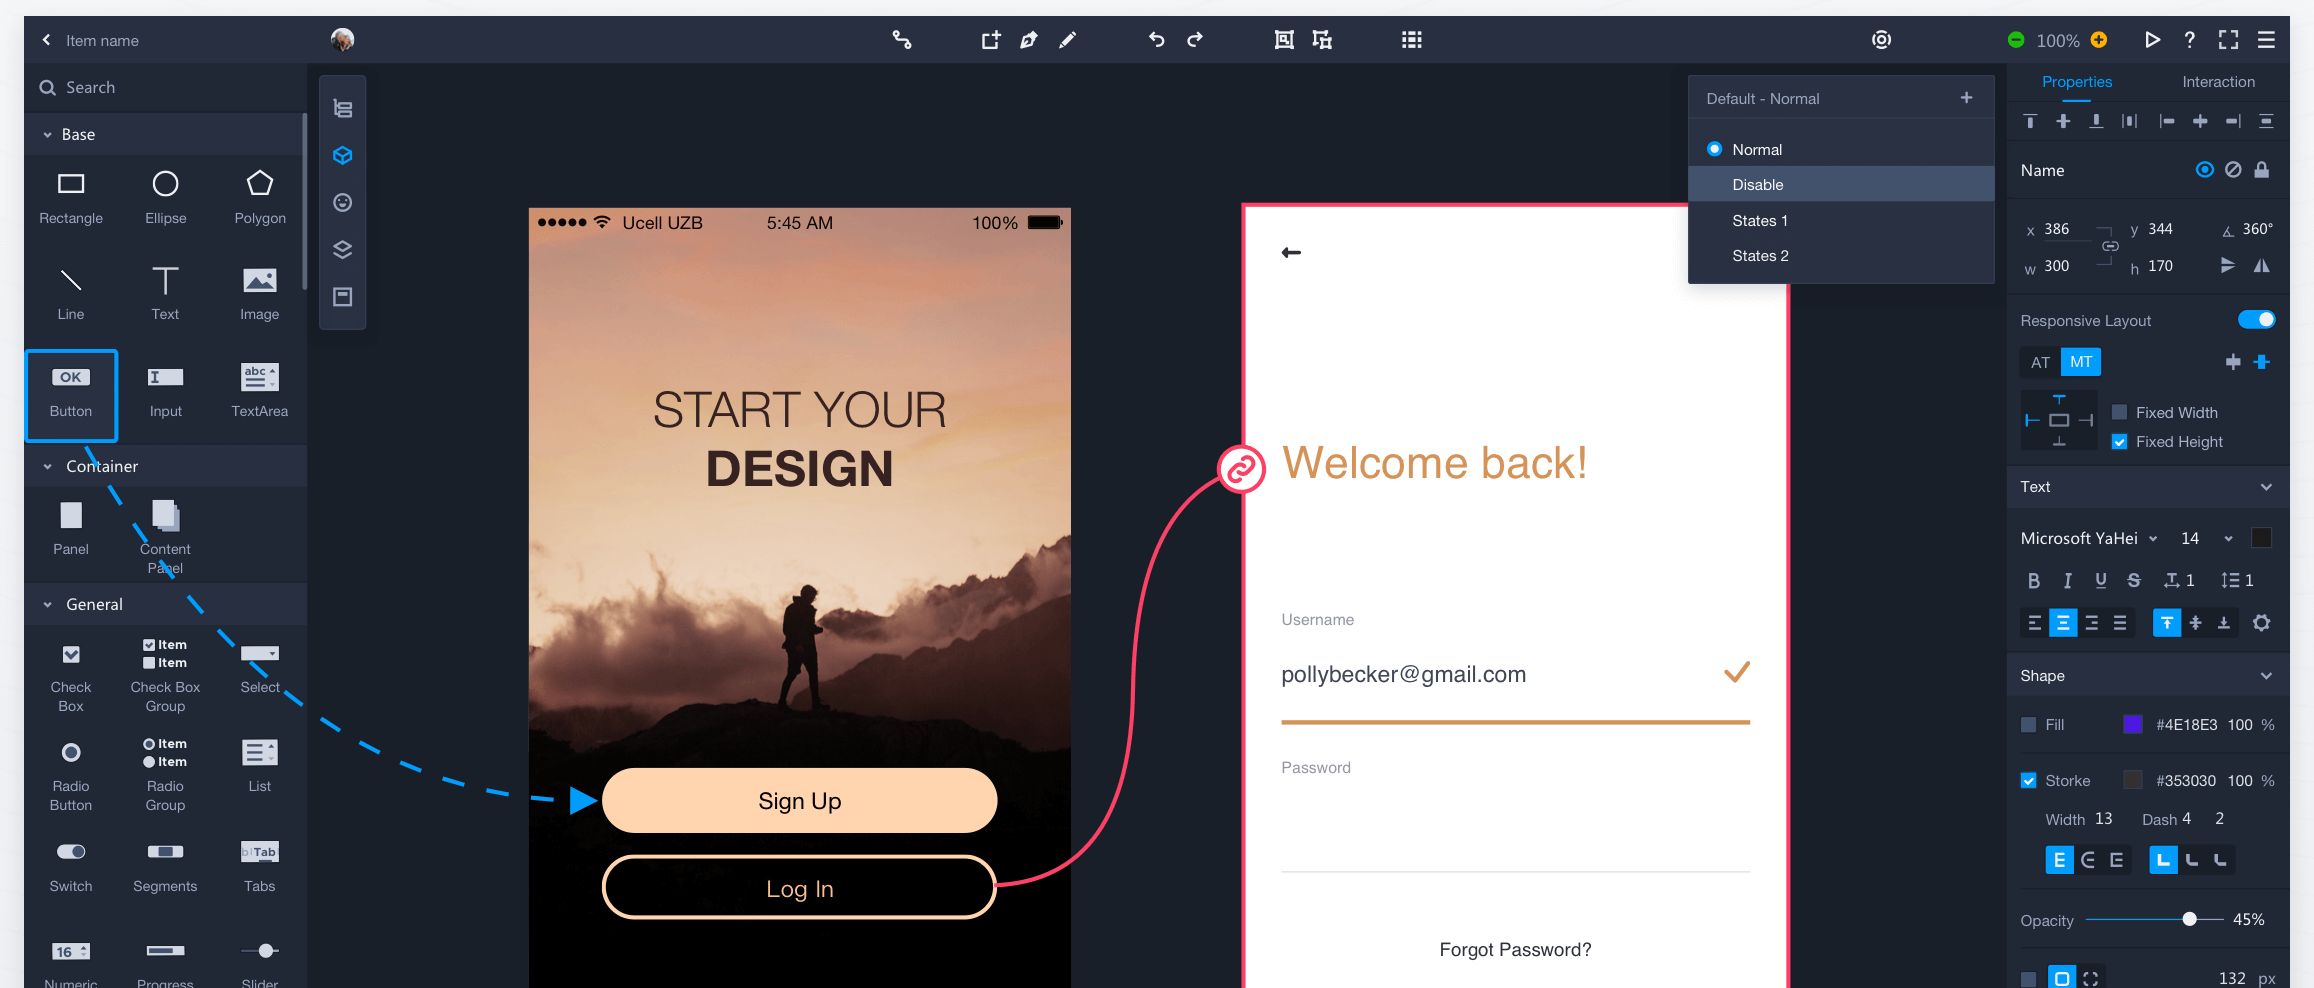 Item name
100%
Search
Base
Rectangle
Ellipse
Polygon
Line
Text
Image
OK
abc
Button
Input
TextArea
Container
Panel
Content
Panel
General
Item
Item
Check
Box
Check Box
Group
Select
Item
Item
Radio
Button
Radio
Group
List
Tab
Switch
Segments
Tabs
16
Numeric
Progress
Slider
Ucell UZB
5:45 AM
100%
START YOUR
DESIGN
Sign Up
Log In
Welcome back!
Username
pollybecker@gmail.com
Password
Forgot Password?
Default - Normal
Normal
Disable
States 1
States 2
Properties
Interaction
Name
x 386
y 344
360°
w 300
h 170
Responsive Layout
AT MT
Fixed Width
Fixed Height
Text
Microsoft YaHei
14
B I U S T 1 1
Shape
Fill #4E18E3 100 %
Storke #353030 100 %
Width 13 Dash 4 2
Opacity 45%
132 px